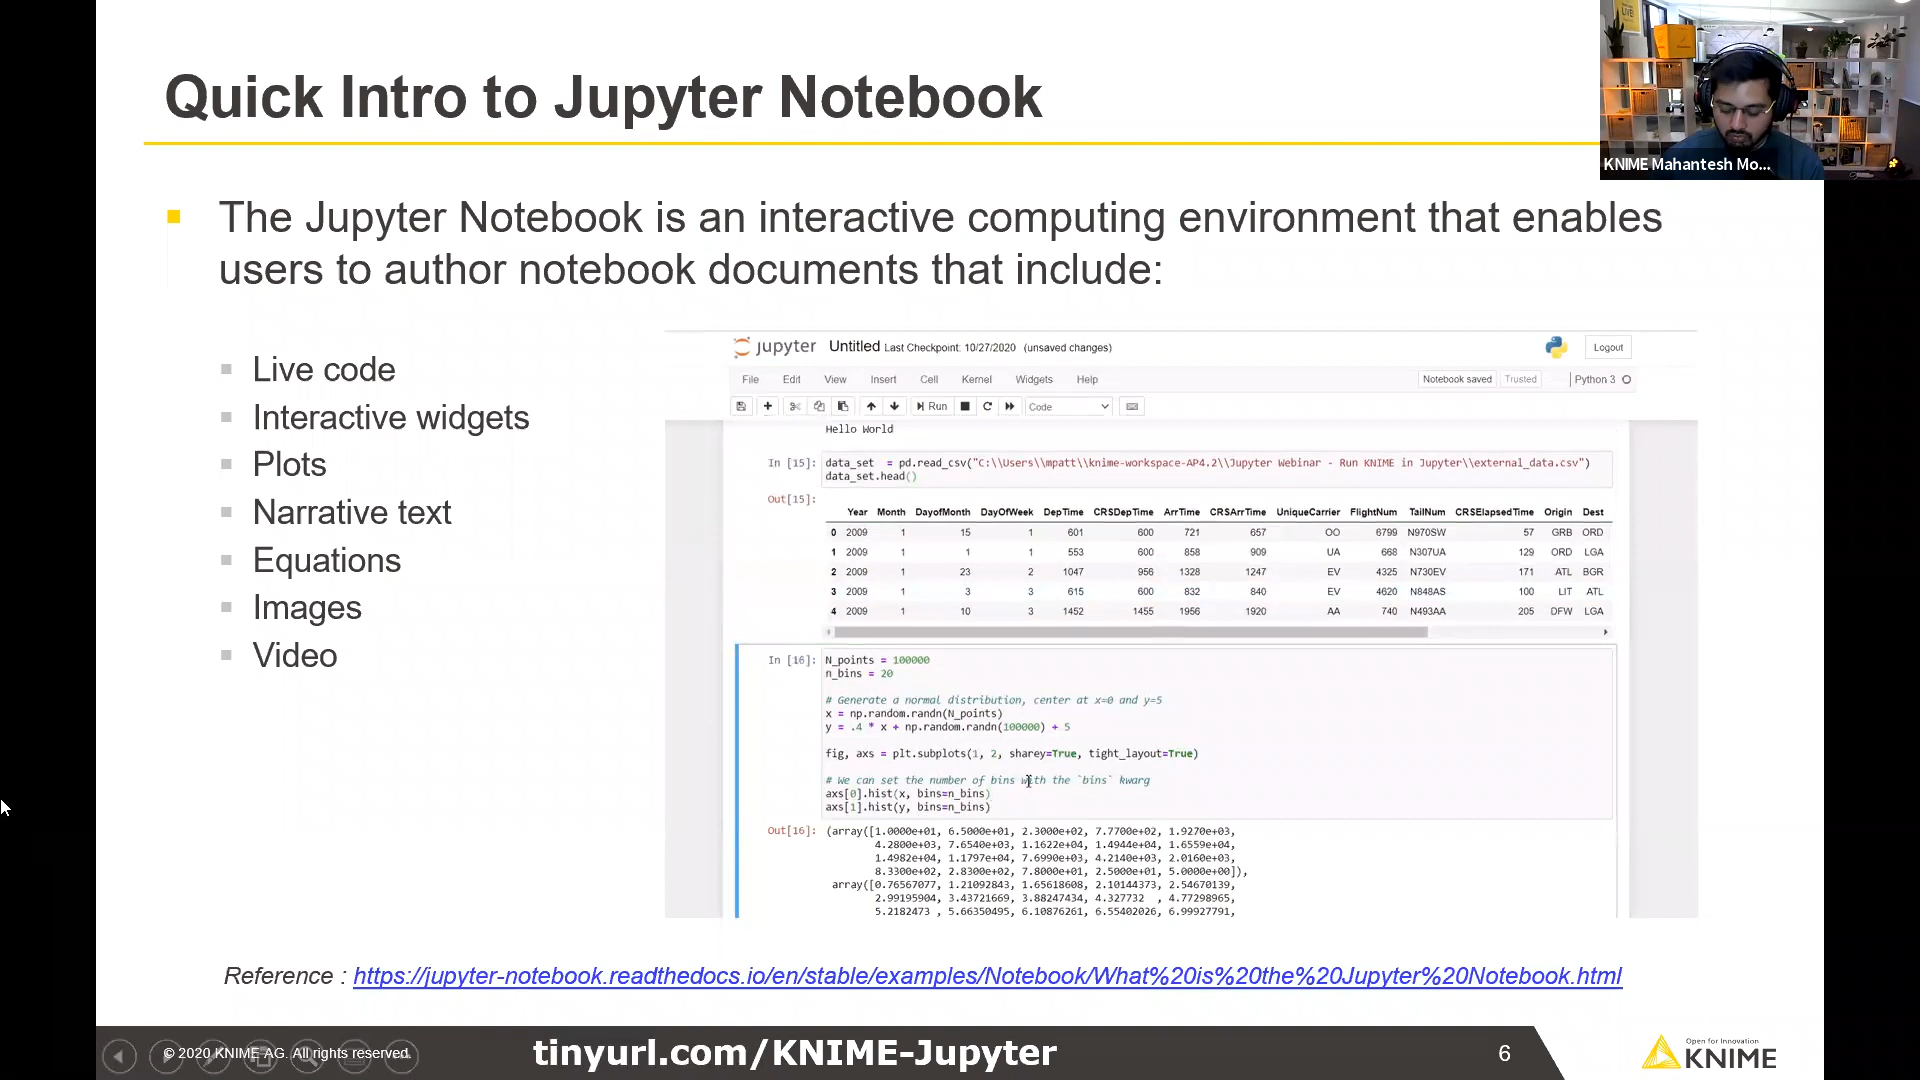 Quick Intro to Jupyter Notebook
KNIME Mahantesh Mo...
The Jupyter Notebook is an interactive computing environment that enables
users to author notebook documents that include:
Live code
Interactive widgets
Plots
Narrative text
Equations
Images
Video
jupyter Untitled Last Checkpoint: 10/27/2020 (unsaved changes)
Logout
File Edit View Insert Cell Kernel Widgets Help
Notebook saved Trusted Python 3
Run Code
Hello World
In [15]: data_set = pd.read_csv("C:\\Users\\mpatt\\knime-workspace-AP4.2\\Jupyter Webinar - Run KNIME in Jupyter\\external_data.csv")
data_set.head()
Out[15]:
Year Month DayofMonth DayOfWeek DepTime CRSDepTime ArrTime CRSArrTime UniqueCarrier FlightNum TailNum CRSElapsedTime Origin Dest
0 2009 1 15 1 601 600 721 657 OO 6799 N970SW 57 GRB ORD
1 2009 1 1 1 553 600 858 909 UA 668 N307UA 129 ORD LGA
2 2009 1 23 2 1047 956 1328 1247 EV 4325 N730EV 171 ATL BGR
3 2009 1 3 3 615 600 832 840 EV 4620 N848AS 100 LIT ATL
4 2009 1 10 3 1452 1455 1956 1920 AA 740 N493AA 205 DFW LGA
In [16]: N_points = 100000
n_bins = 20
# Generate a normal distribution, center at x=0 and y=5
x = np.random.randn(N_points)
y = .4 * x + np.random.randn(100000) + 5
fig, axs = plt.subplots(1, 2, sharey=True, tight_layout=True)
# We can set the number of bins with the `bins` kwarg
axs[0].hist(x, bins=n_bins)
axs[1].hist(y, bins=n_bins)
Out[16]: (array([1.0000e+01, 6.5000e+01, 2.3000e+02, 7.7700e+02, 1.9270e+03,
4.2800e+03, 7.6540e+03, 1.1622e+04, 1.4944e+04, 1.6559e+04,
1.4982e+04, 1.1797e+04, 7.6990e+03, 4.2140e+03, 2.0160e+03,
8.3300e+02, 2.8300e+02, 7.8000e+01, 2.5000e+01, 5.0000e+00]),
array([0.76567077, 1.21092843, 1.65618608, 2.10144373, 2.54670139,
2.99195904, 3.43721669, 3.88247434, 4.327732 , 4.77298965,
5.2182473 , 5.66350495, 6.10876261, 6.55402026, 6.99927791,
Reference : https://jupyter-notebook.readthedocs.io/en/stable/examples/Notebook/What%20is%20the%20Jupyter%20Notebook.html
© 2020 KNIME AG. All rights reserved.
tinyurl.com/KNIME-Jupyter
6
Open for Innovation
KNIME